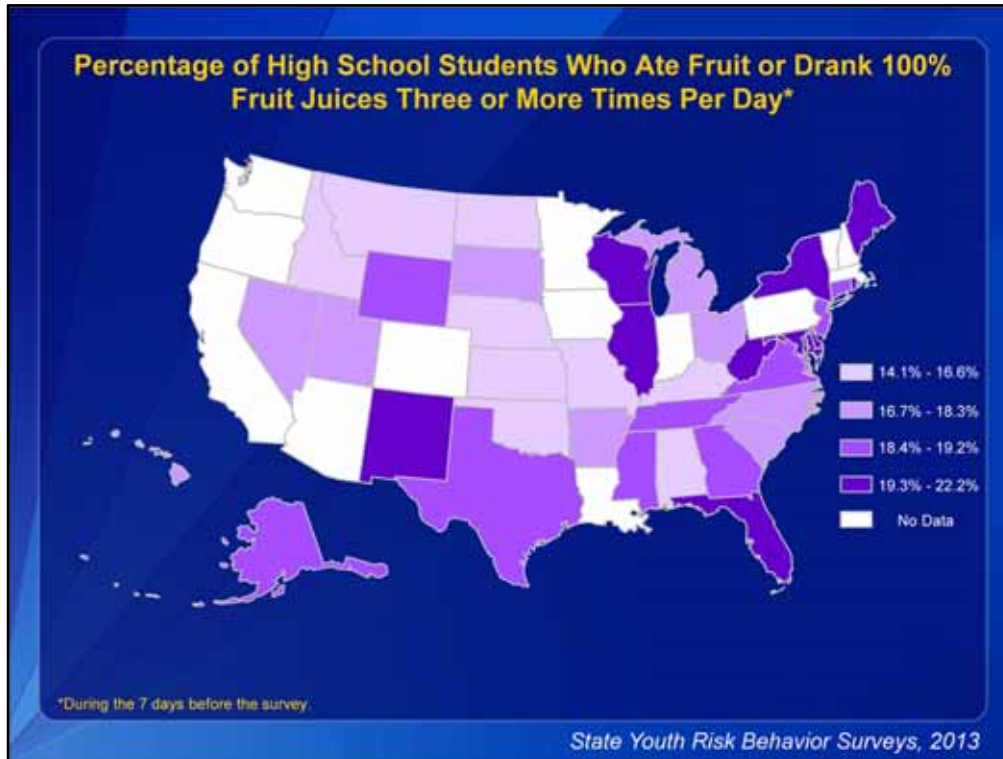 Percentage of High School Students Who Ate Fruit or Drank 100%
Fruit Juices Three or More Times Per Day*
14.1% - 16.6%
16.7% - 18.3%
18.4% - 19.2%
19.3% - 22.2%
No Data
*During the 7 days before the survey.
State Youth Risk Behavior Surveys, 2013